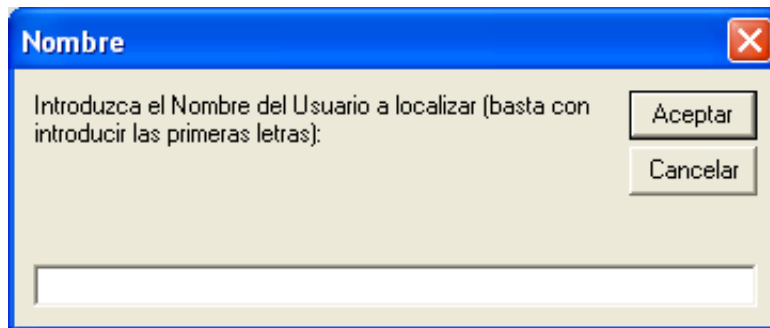 Nombre
Introduzca el Nombre del Usuario a localizar (basta con
introducir las primeras letras):
Aceptar
Cancelar